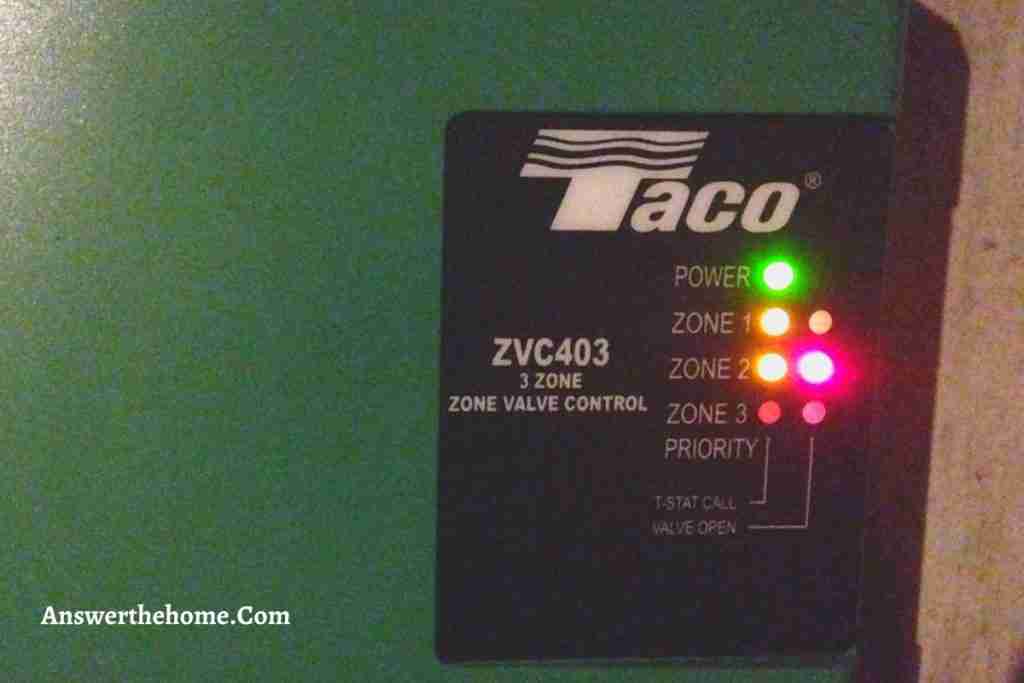 Taco®
POWER
ZONE 1
ZVC403
ZONE 2
3 ZONE
ZONE VALVE CONTROL
ZONE 3
PRIORITY
T-STAT CALL
VALVE OPEN
Answerthehome.Com